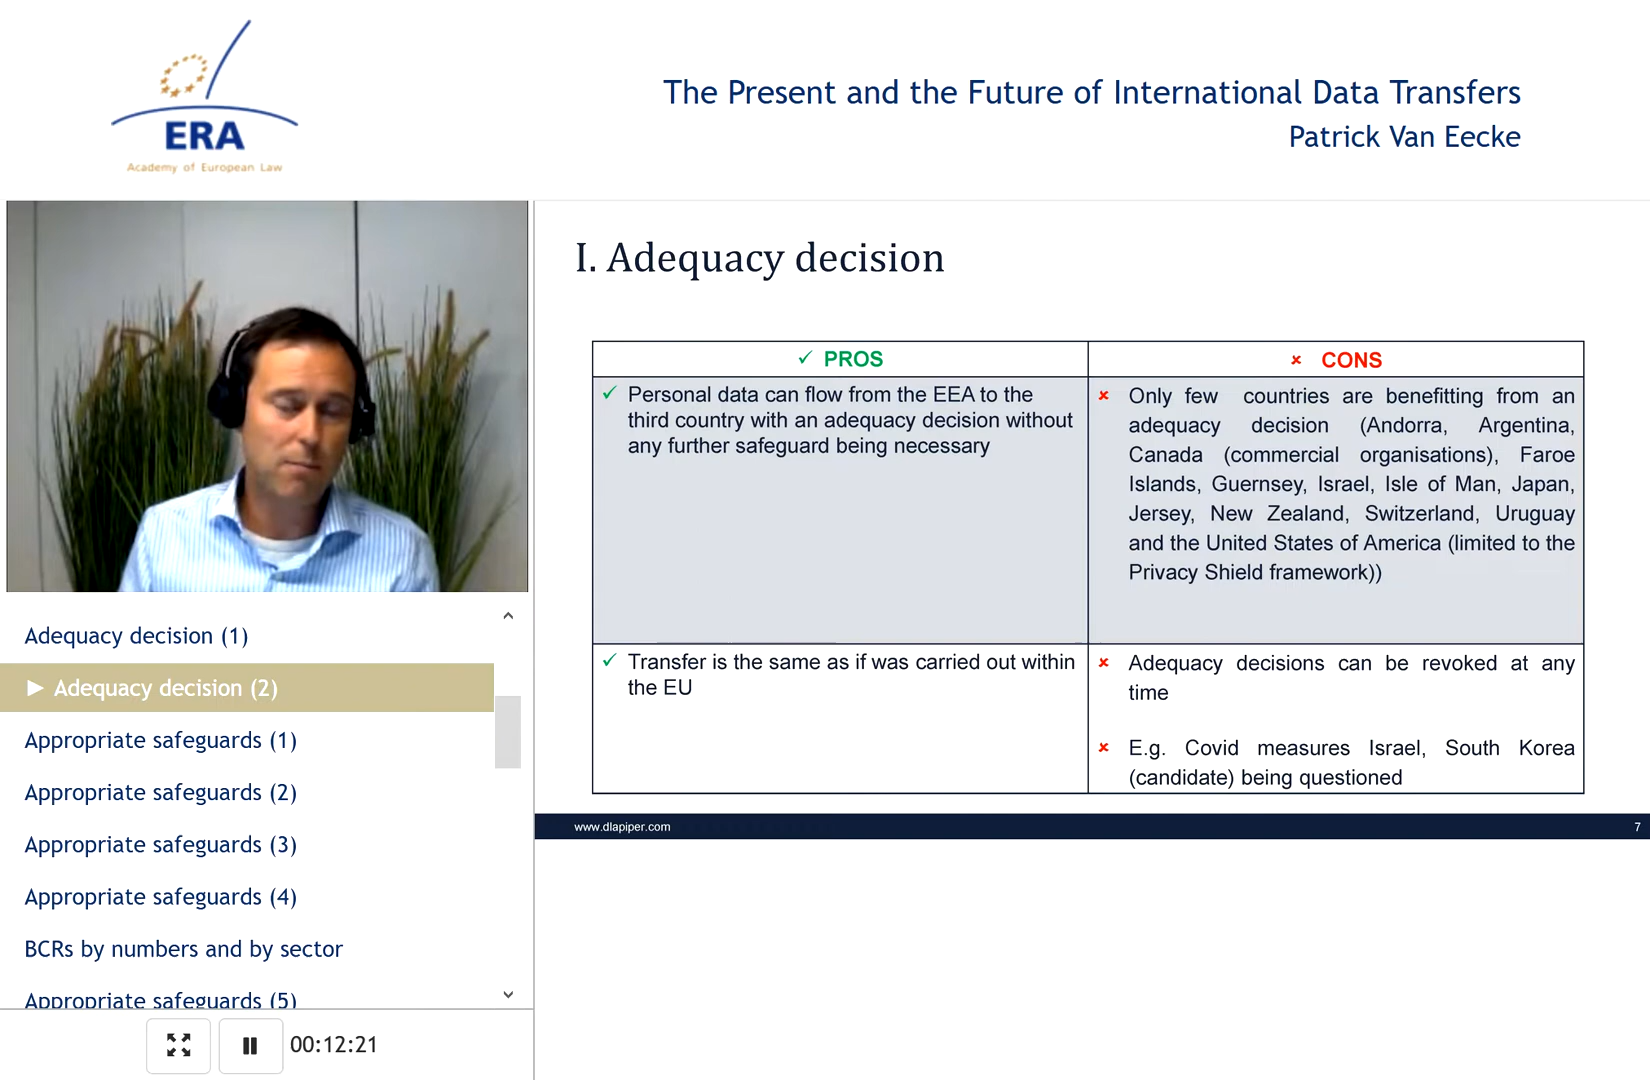 ERA
Academy of European Law
The Present and the Future of International Data Transfers
Patrick Van Eecke
I. Adequacy decision
✓ PROS
× CONS
✓ Personal data can flow from the EEA to the
third country with an adequacy decision without
any further safeguard being necessary
× Only few countries are benefitting from an
adequacy decision (Andorra, Argentina,
Canada (commercial organisations), Faroe
Islands, Guernsey, Israel, Isle of Man, Japan,
Jersey, New Zealand, Switzerland, Uruguay
and the United States of America (limited to the
Privacy Shield framework))
✓ Transfer is the same as if was carried out within
the EU
× Adequacy decisions can be revoked at any
time
× E.g. Covid measures Israel, South Korea
(candidate) being questioned
www.dlapiper.com
7
Adequacy decision (1)
► Adequacy decision (2)
Appropriate safeguards (1)
Appropriate safeguards (2)
Appropriate safeguards (3)
Appropriate safeguards (4)
BCRs by numbers and by sector
Appropriate safeguards (5)
00:12:21